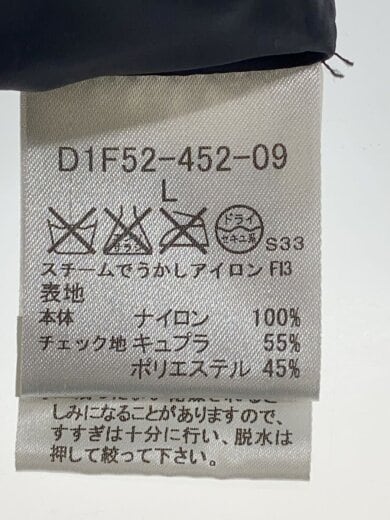 D1F52-452-09
L
ドライ
セキユ系
S33
スチームでうかしアイロン FI3
表地
本体 ナイロン 100%
チェック地 キュプラ 55%
ポリエステル 45%
しみになることがありますので、
すすぎは十分に行い、脱水は
押して絞って下さい。